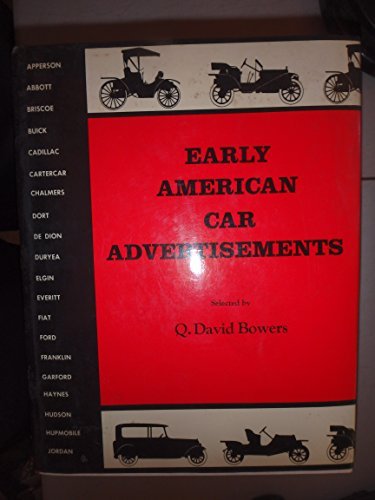 APPERSON
ABBOTT
BRISCOE
BUICK
CADILLAC
CARTERCAR
CHALMERS
DORT
DE DION
DURYEA
ELGIN
EVERITT
FIAT
FORD
FRANKLIN
GARFORD
HAYNES
HUDSON
HUPMOBILE
JORDAN
EARLY
AMERICAN
CAR
ADVERTISEMENTS
Selected by
Q. David Bowers